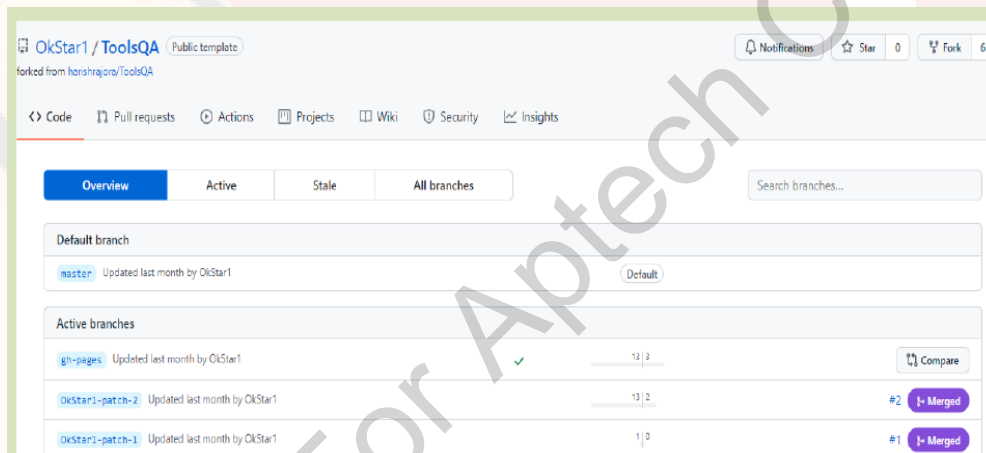 OkStar1 / ToolsQA Public template
Notifications Star 0 Fork 6
forked from harishrajora/ToolsQA
Code Pull requests Actions Projects Wiki Security Insights
Overview Active Stale All branches Search branches...
Default branch
master Updated last month by OkStar1 Default
Active branches
gh-pages Updated last month by OkStar1 13 | 3 Compare
OkStar1-patch-2 Updated last month by OkStar1 13 | 2 #2 Merged
OkStar1-patch-1 Updated last month by OkStar1 1 | 0 #1 Merged
For Aptech